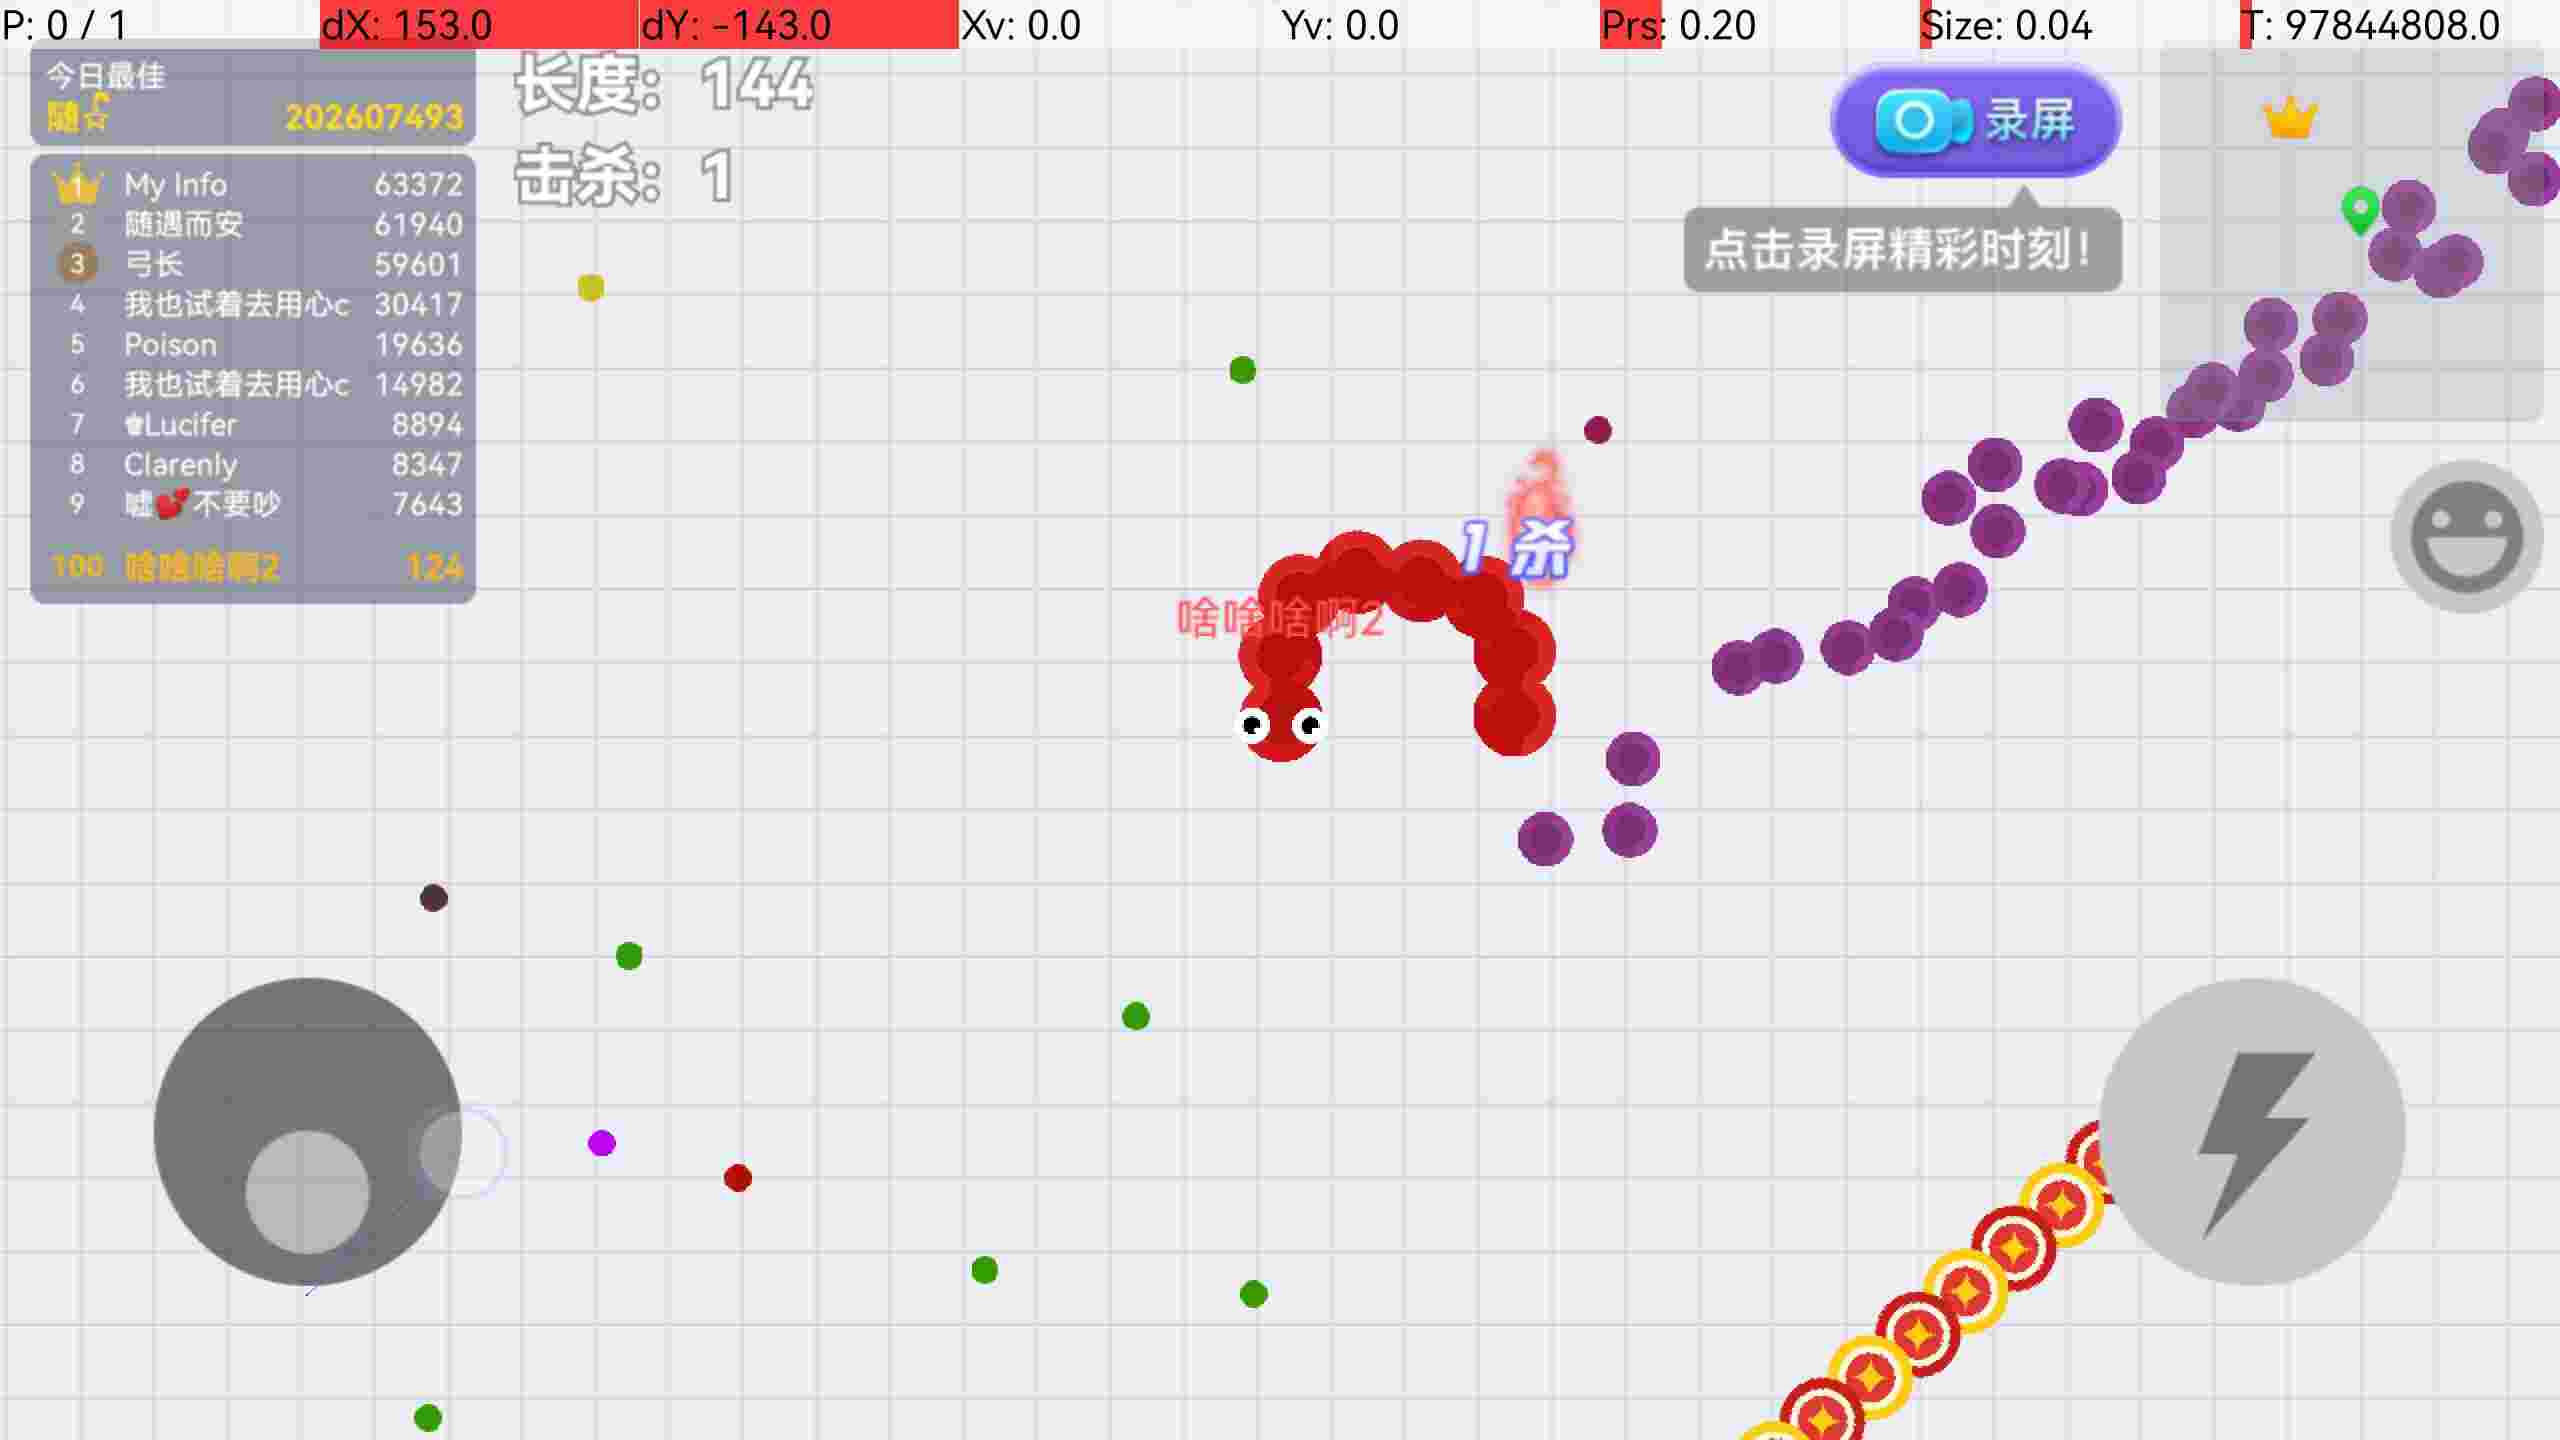 P: 0 / 1 dX: 153.0 dY: -143.0 Xv: 0.0 Yv: 0.0 Prs: 0.20 Size: 0.04 T: 97844808.0
今日最佳
随 202607493
长度: 144
击杀: 1
录屏
点击录屏精彩时刻!
1 My Info 63372
2 随遇而安 61940
3 弓长 59601
4 我也试着去用心c 30417
5 Poison 19636
6 我也试着去用心c 14982
7 ♚Lucifer 8894
8 Clarenly 8347
9 嘘💕不要吵 7643
100 啥啥啥啊2 124
1 杀
啥啥啥啊2